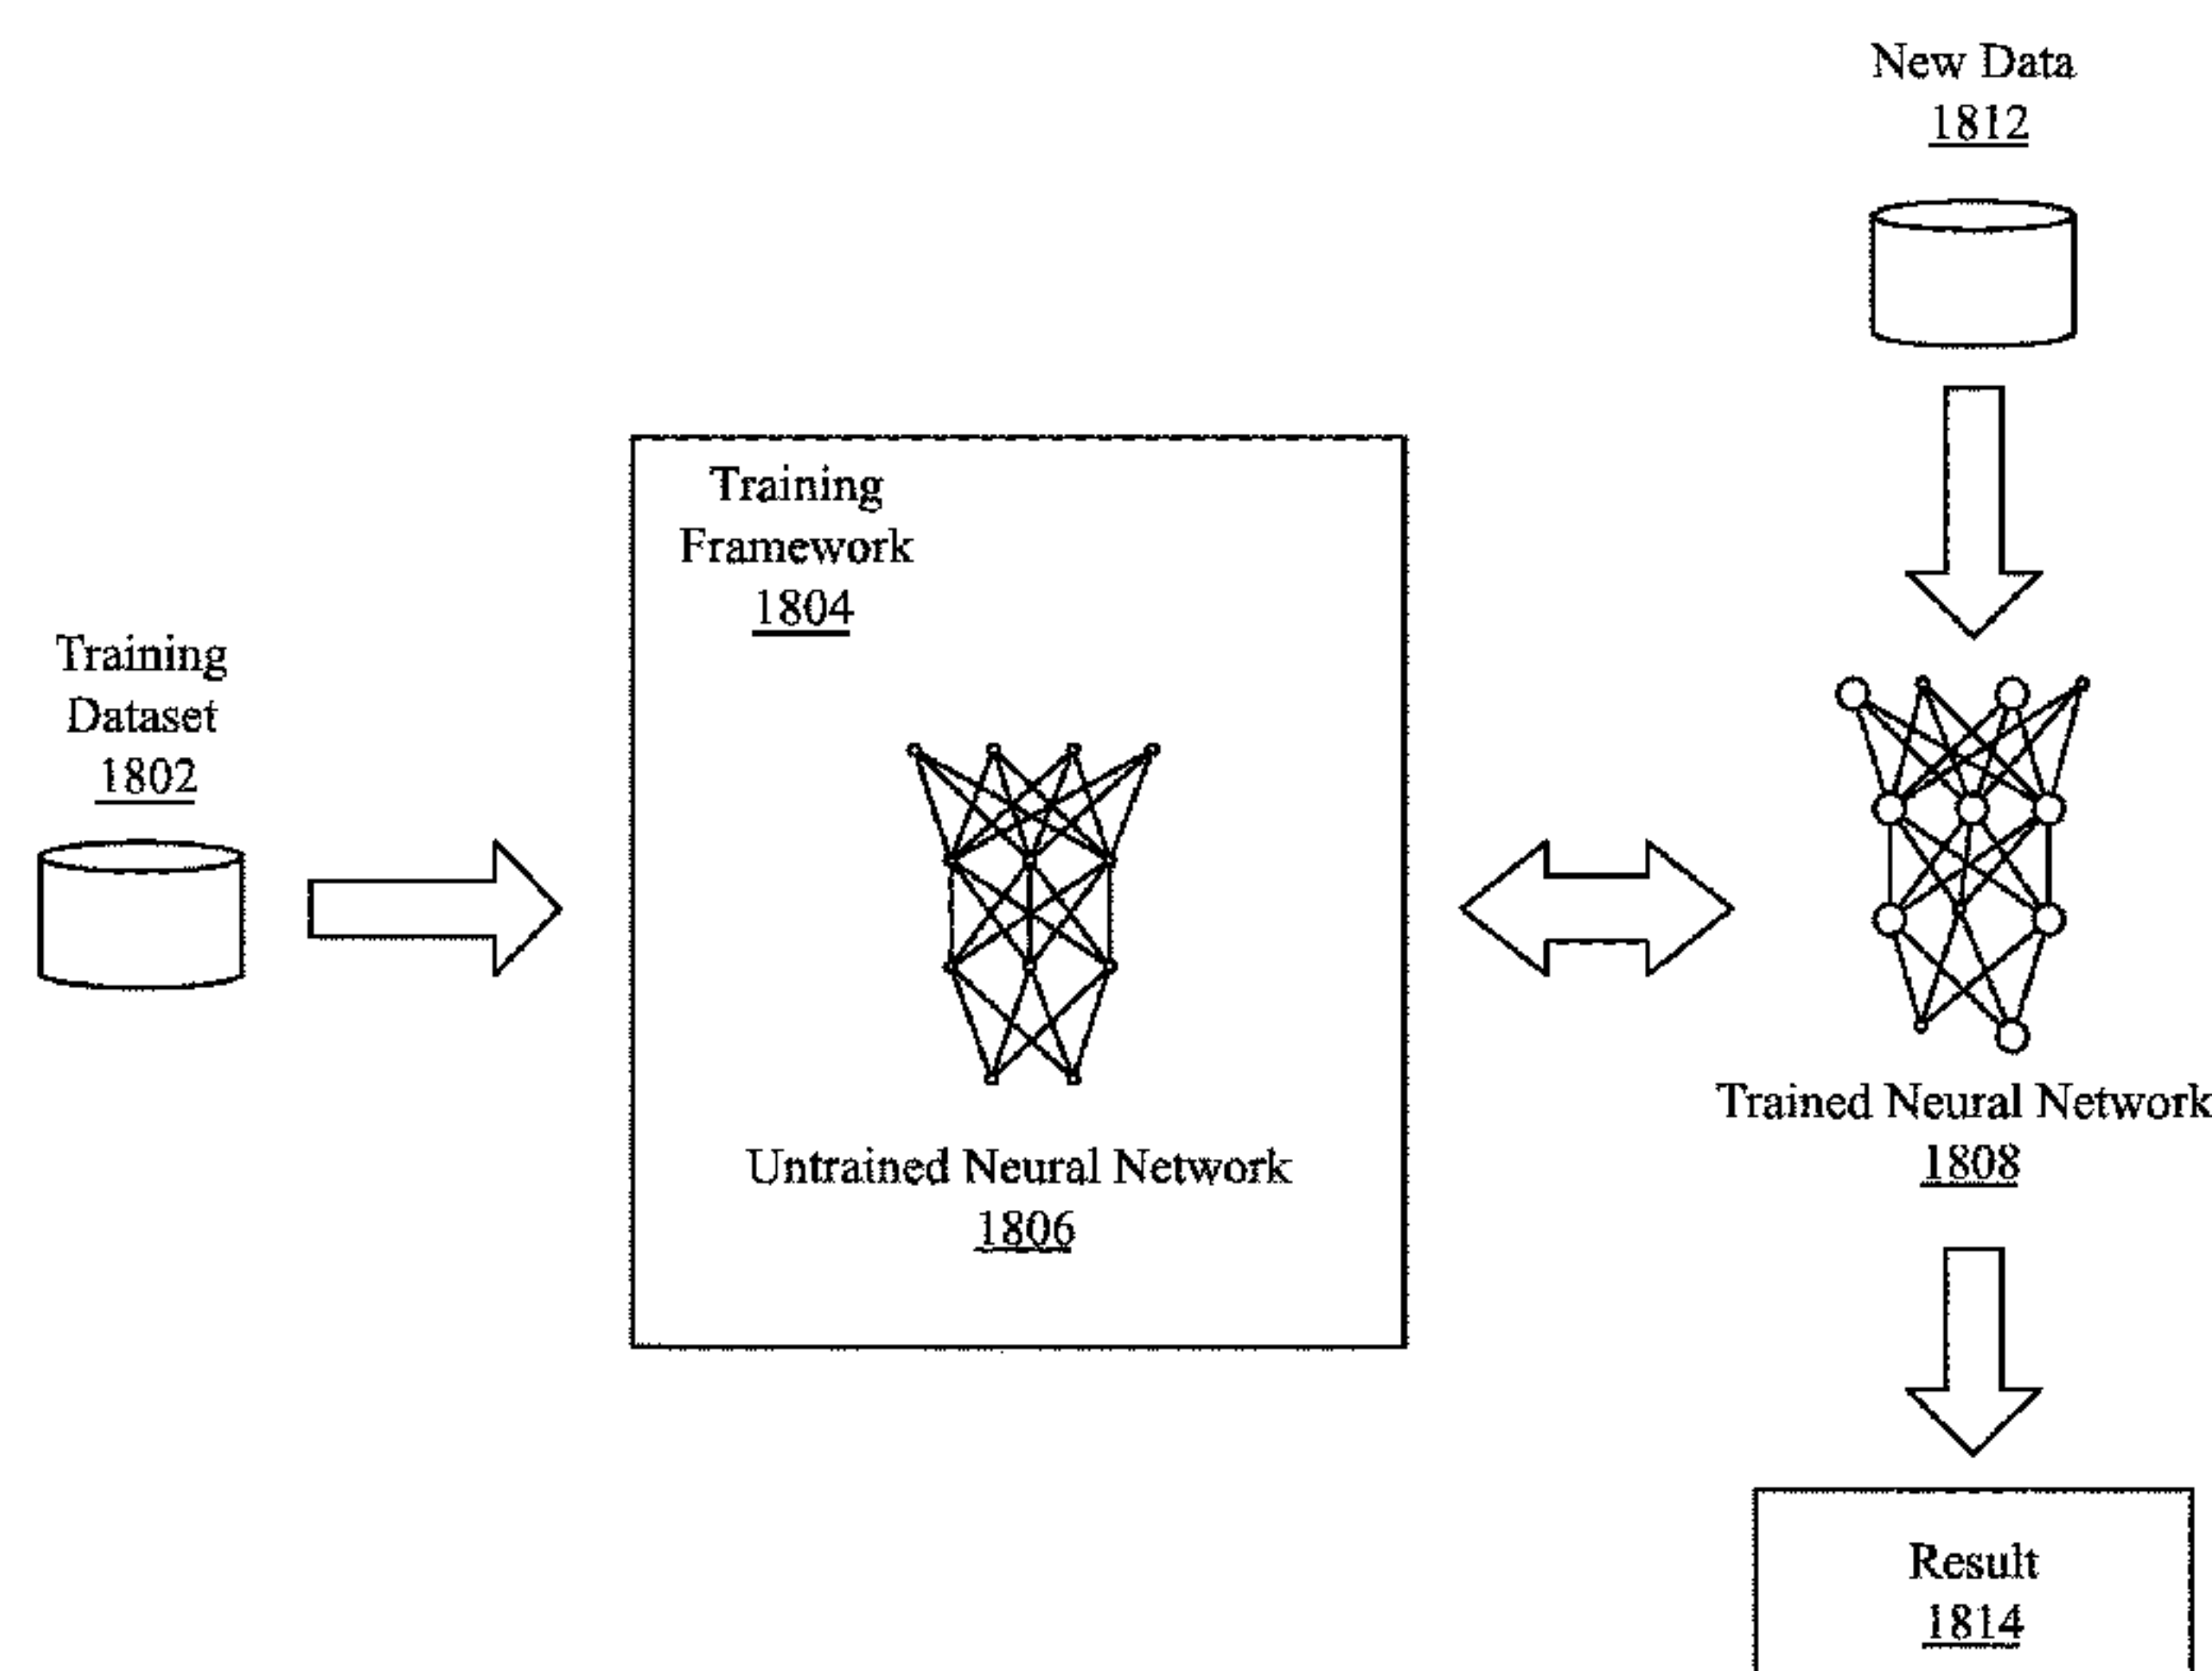 New Data
1812
Training
Framework
1804
Training
Dataset
1802
Untrained Neural Network
1806
Trained Neural Network
1808
Result
1814